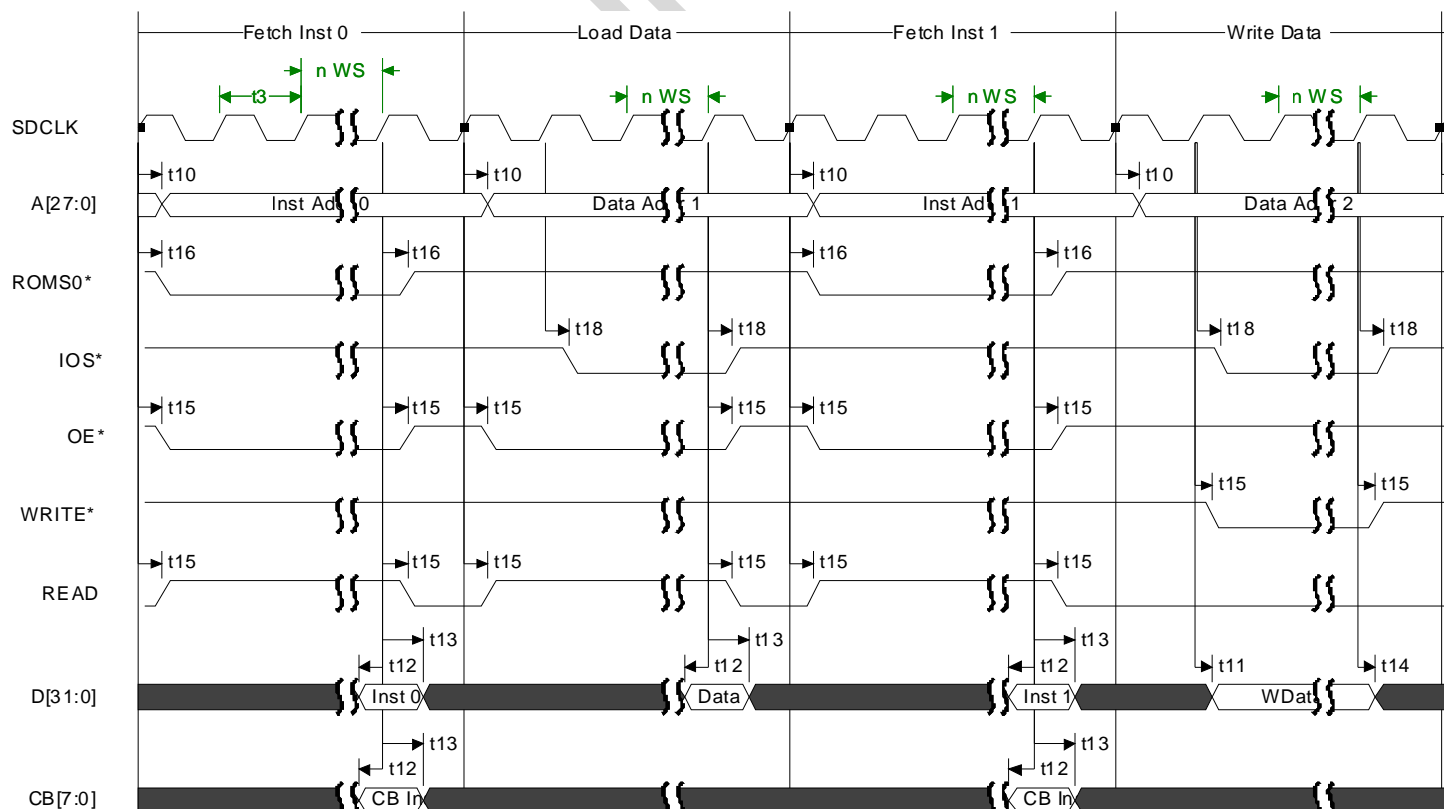 Fetch Inst 0 Load Data Fetch Inst 1 Write Data
n WS
t3 n WS n WS n WS
SDCLK
t10 t10 t10 t10
A[27:0] Inst Ad 0 Data Ad 1 Inst Ad 1 Data Ad 2
t16 t16 t16 t16
ROMS0*
t18 t18 t18 t18
IOS*
t15 t15 t15 t15 t15 t15
OE*
t15 t15
WRITE*
t15 t15 t15 t15 t15 t15
READ
t13 t13 t13
t12 t12 t12 t11 t14
D[31:0] Inst 0 Data Inst 1 WData
t13 t13
t12 t12
CB[7:0] CB In CB In